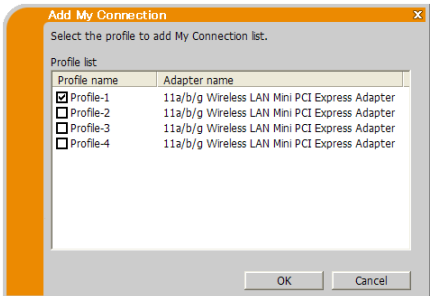 Add My Connection
Select the profile to add My Connection list.
Profile list
Profile name Adapter name
Profile-1 11a/b/g Wireless LAN Mini PCI Express Adapter
Profile-2 11a/b/g Wireless LAN Mini PCI Express Adapter
Profile-3 11a/b/g Wireless LAN Mini PCI Express Adapter
Profile-4 11a/b/g Wireless LAN Mini PCI Express Adapter
OK Cancel